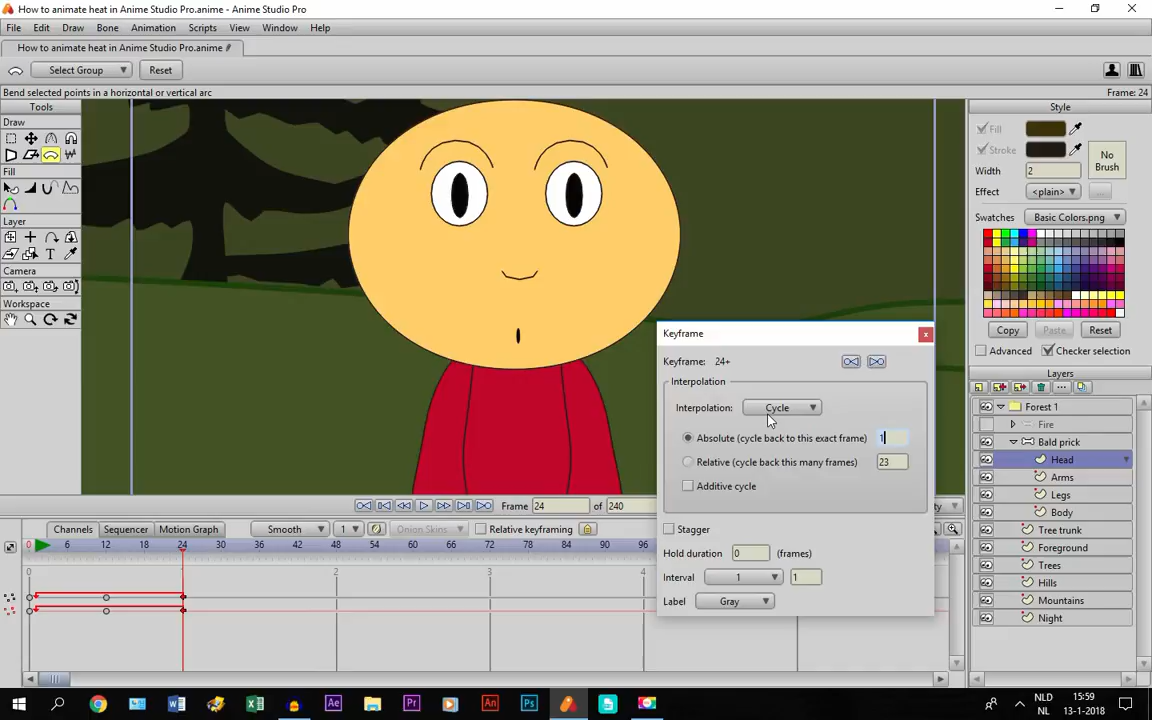 How to animate heat in Anime Studio Pro.anime - Anime Studio Pro
File Edit Draw Bone Animation Scripts View Window Help
How to animate heat in Anime Studio Pro.anime
Select Group Reset
Bend selected points in a horizontal or vertical arc
Frame: 24
Tools
Draw
Fill
Layer
Camera
Workspace
Style
Fill
Stroke
No
Brush
Width 2
Effect <plain> ...
Swatches Basic Colors.png
Copy Paste Reset
Advanced Checker selection
Layers
Forest 1
Fire
Bald prick
Head
Arms
Legs
Body
Tree trunk
Foreground
Trees
Hills
Mountains
Night
Keyframe
Keyframe: 24+
Interpolation
Interpolation: Cycle
Absolute (cycle back to this exact frame) 1
Relative (cycle back this many frames) 23
Additive cycle
Stagger
Hold duration 0 (frames)
Interval 1 1
Label Gray
Frame 24 of 240
Channels Sequencer Motion Graph Smooth 1 Onion Skins Relative keyframing
0 6 12 18 24 30 36 42 48 54 60 66 72 78 84 90 96
0 1 2 3 4
NLD
NL
15:59
13-1-2018